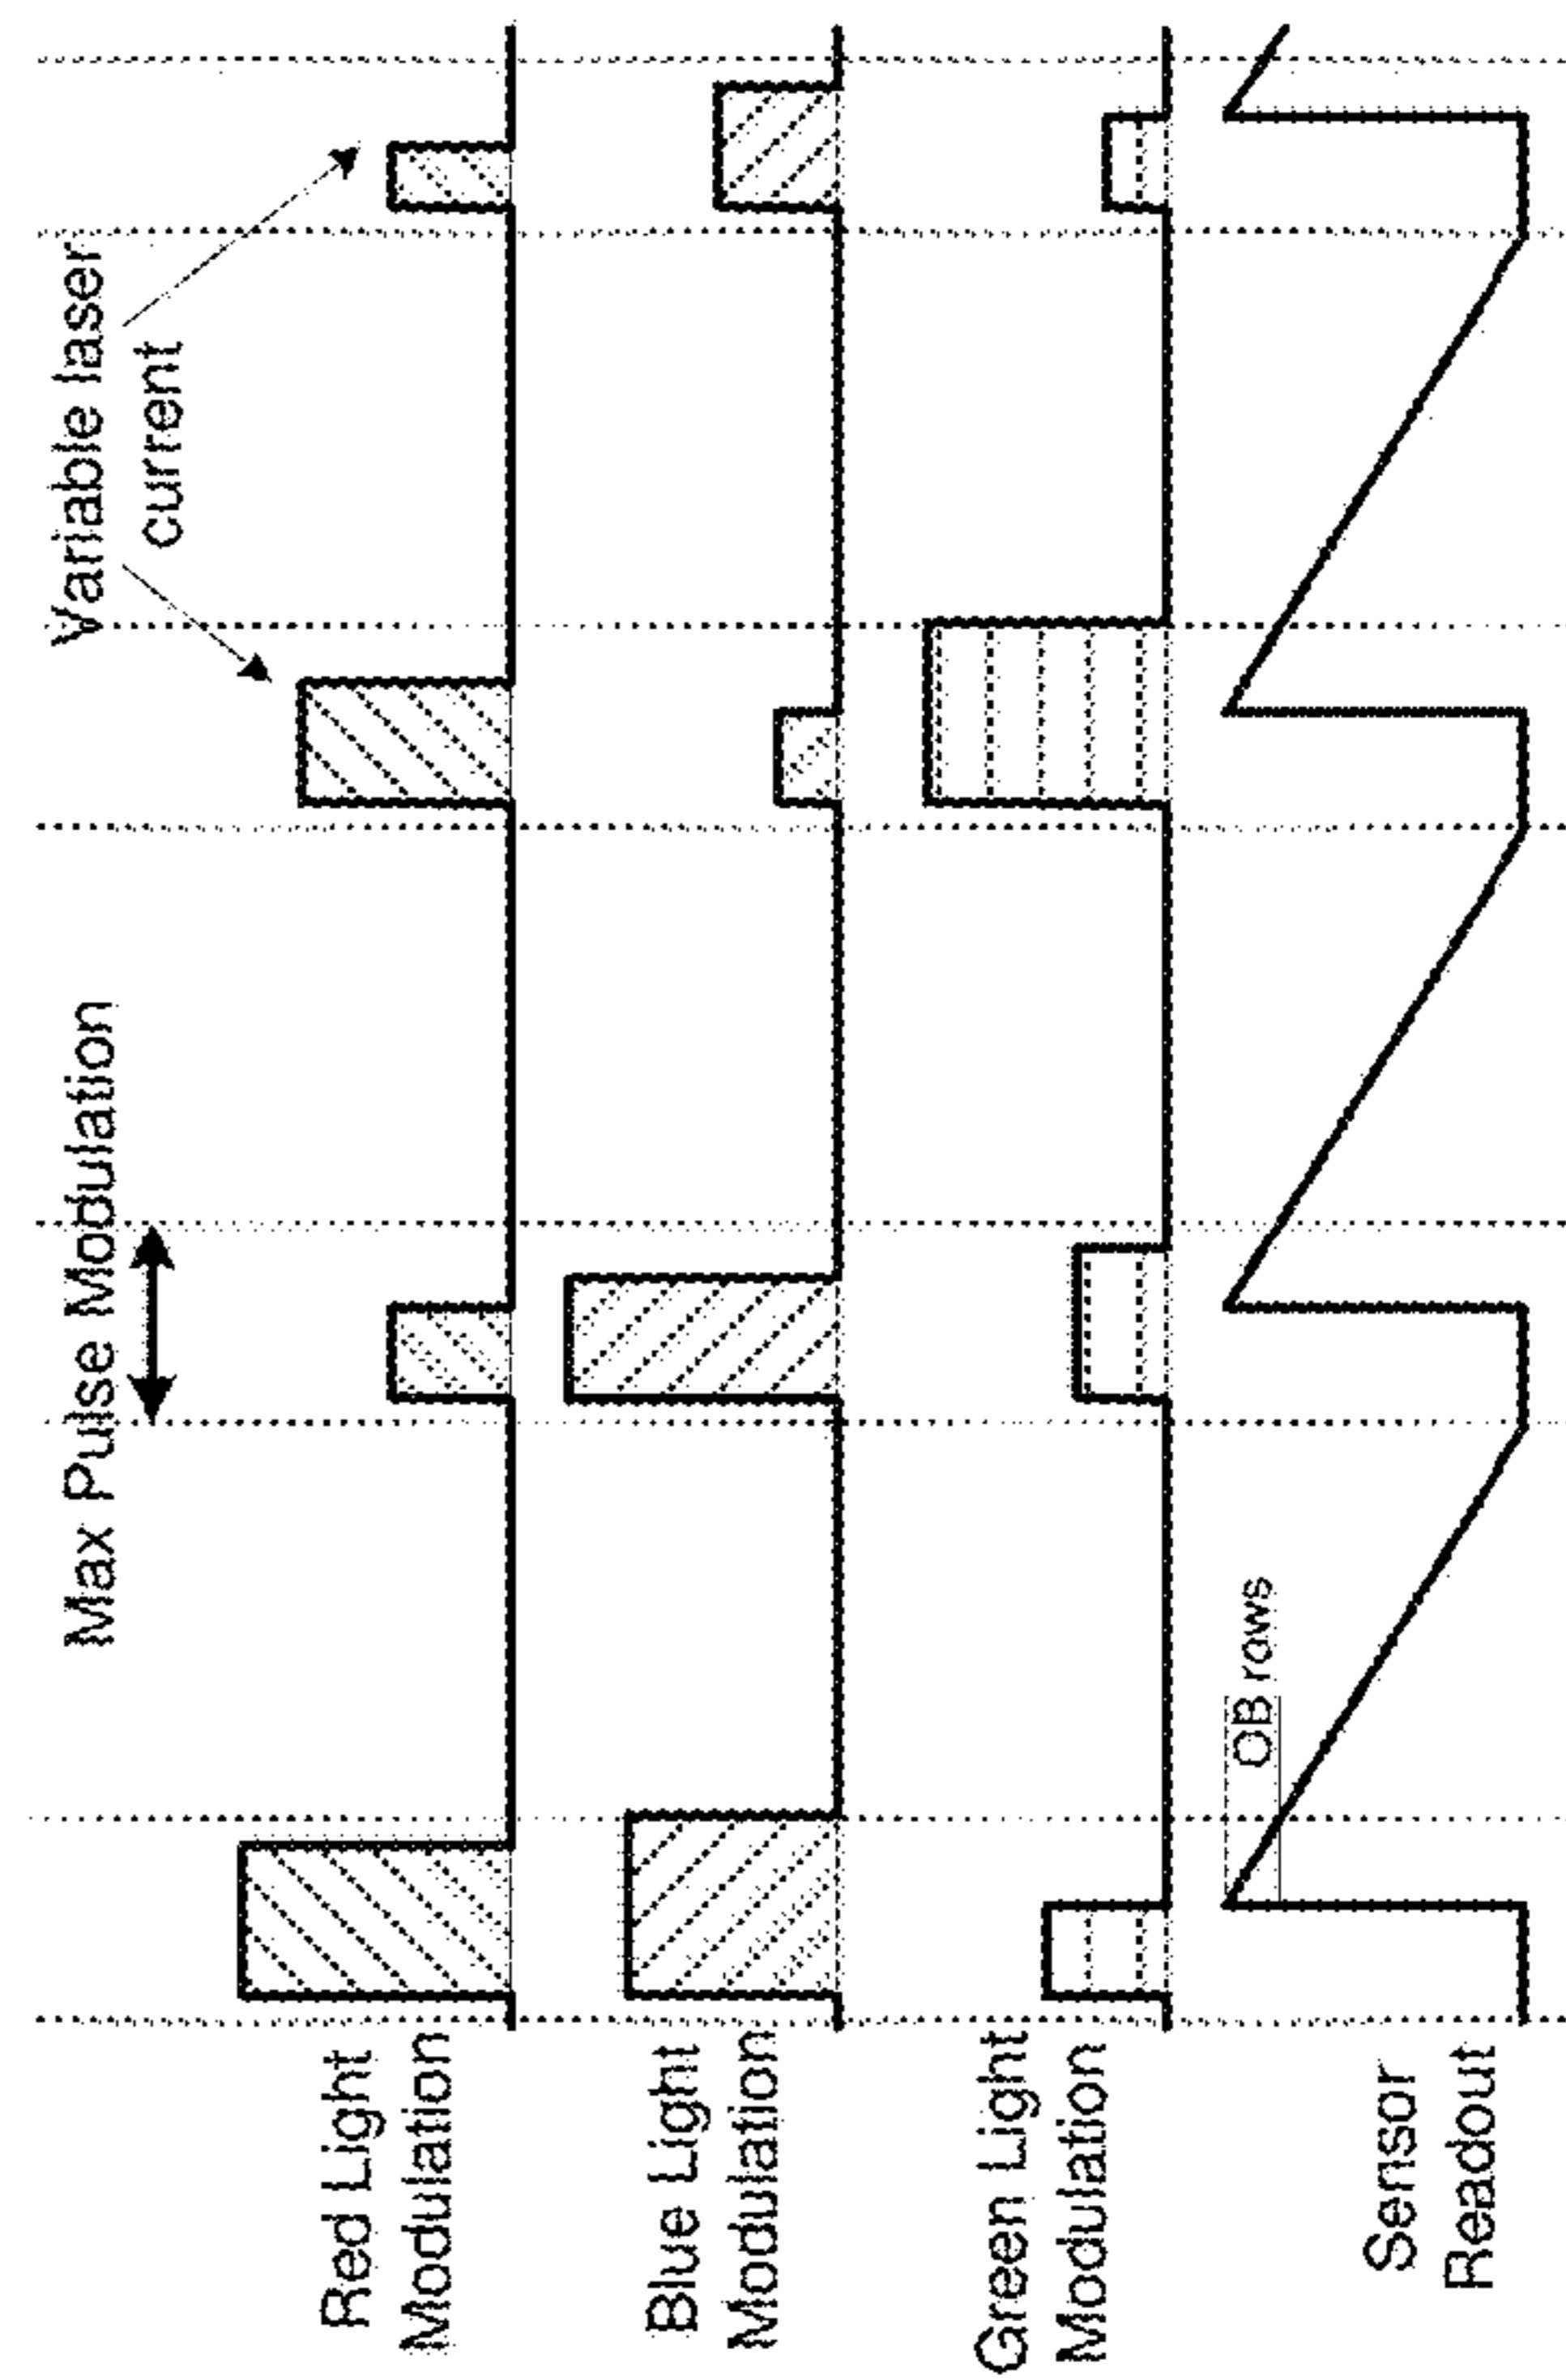 Max Pulse Modulation
Variable laser
current
Red Light
Modulation
Blue Light
Modulation
Green Light
Modulation
OB rows
Sensor
Readout